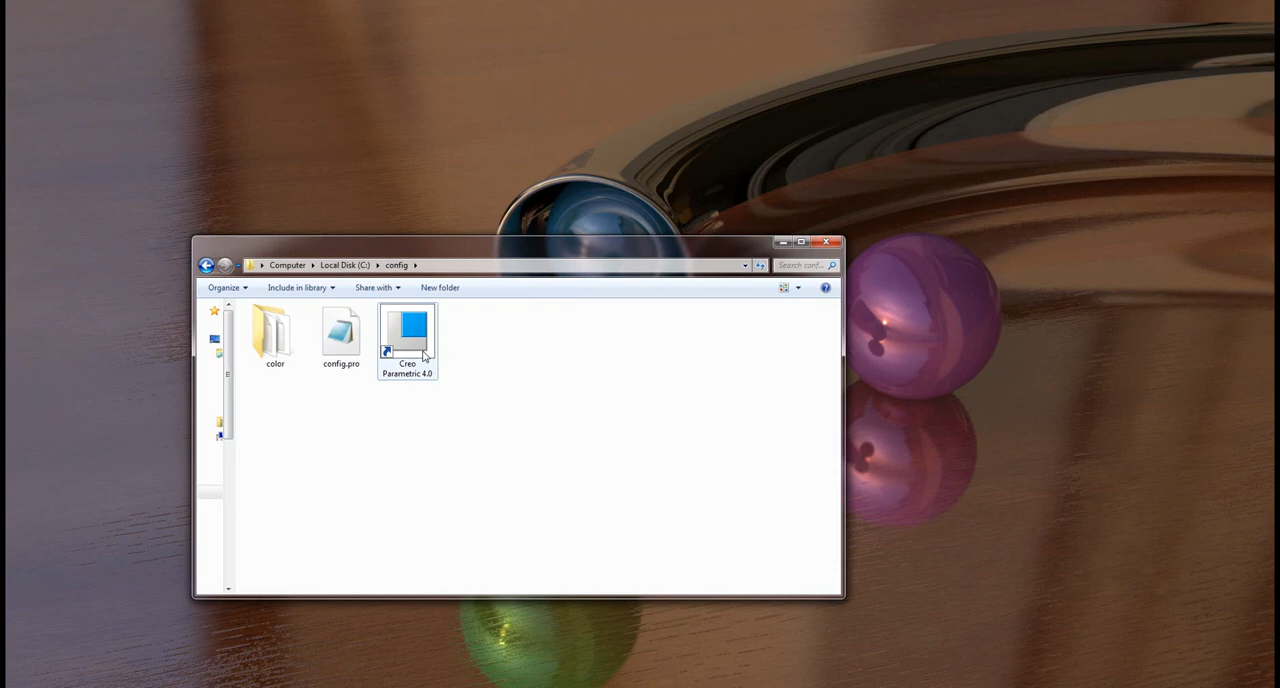 Computer Local Disk (C:) config
Search conf...
Organize Include in library Share with New folder
color
config.pro
Creo
Parametric 4.0